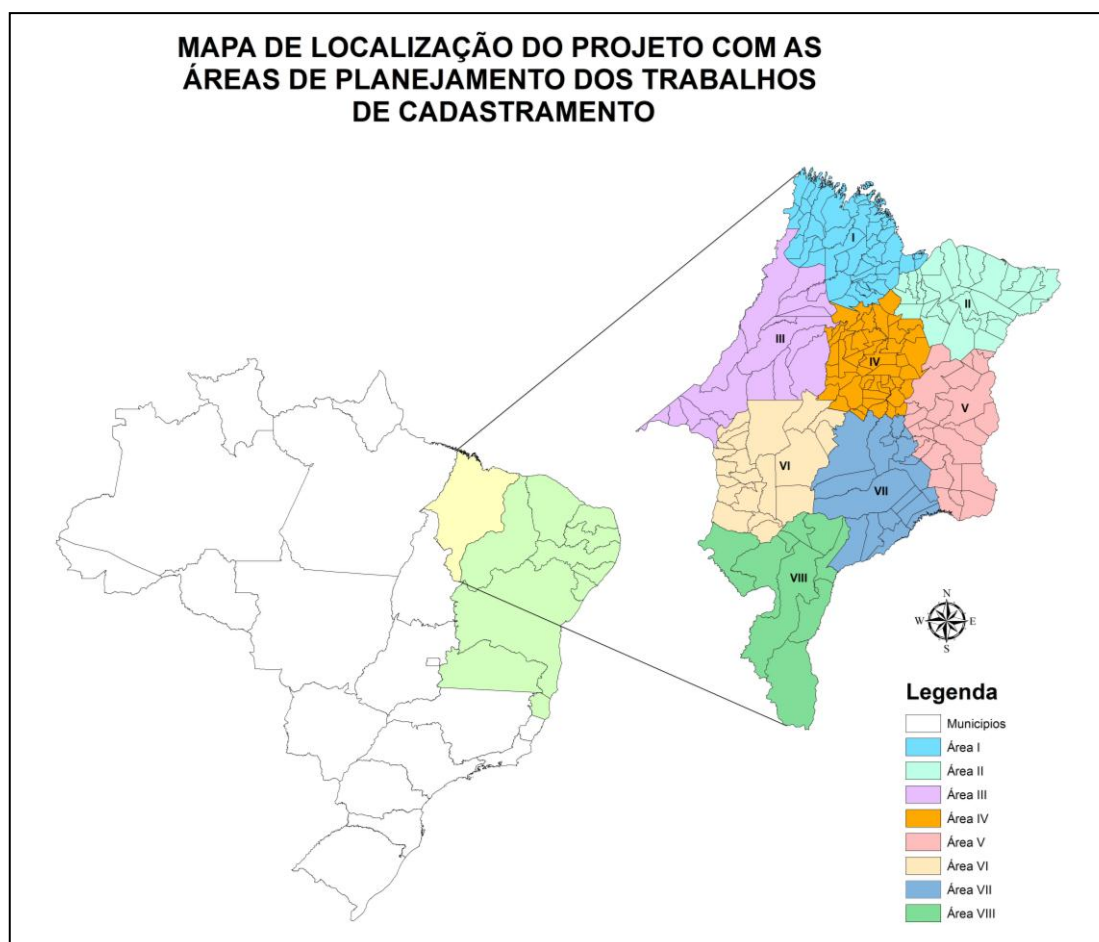 MAPA DE LOCALIZAÇÃO DO PROJETO COM AS
ÁREAS DE PLANEJAMENTO DOS TRABALHOS
DE CADASTRAMENTO
I
II
III
IV
V
VI
VII
VIII
N
W E
S
Legenda
Municipios
Área I
Área II
Área III
Área IV
Área V
Área VI
Área VII
Área VIII